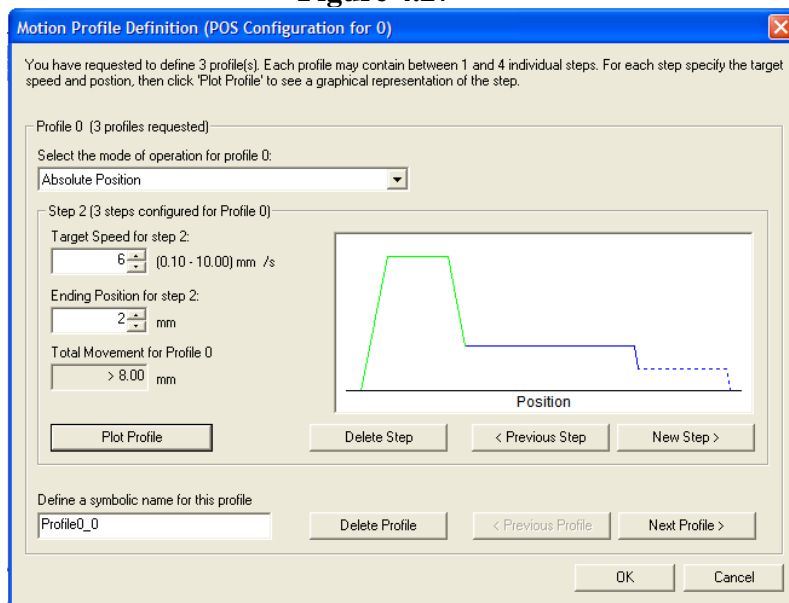 Motion Profile Definition (POS Configuration for 0)
You have requested to define 3 profile(s). Each profile may contain between 1 and 4 individual steps. For each step specify the target
speed and postion, then click 'Plot Profile' to see a graphical representation of the step.
Profile 0 (3 profiles requested)
Select the mode of operation for profile 0:
Absolute Position
Step 2 (3 steps configured for Profile 0)
Target Speed for step 2:
6 (0.10 - 10.00) mm /s
Ending Position for step 2:
2 mm
Total Movement for Profile 0
> 8.00 mm
Position
Plot Profile
Delete Step
< Previous Step
New Step >
Define a symbolic name for this profile
Profile0_0
Delete Profile
< Previous Profile
Next Profile >
OK
Cancel